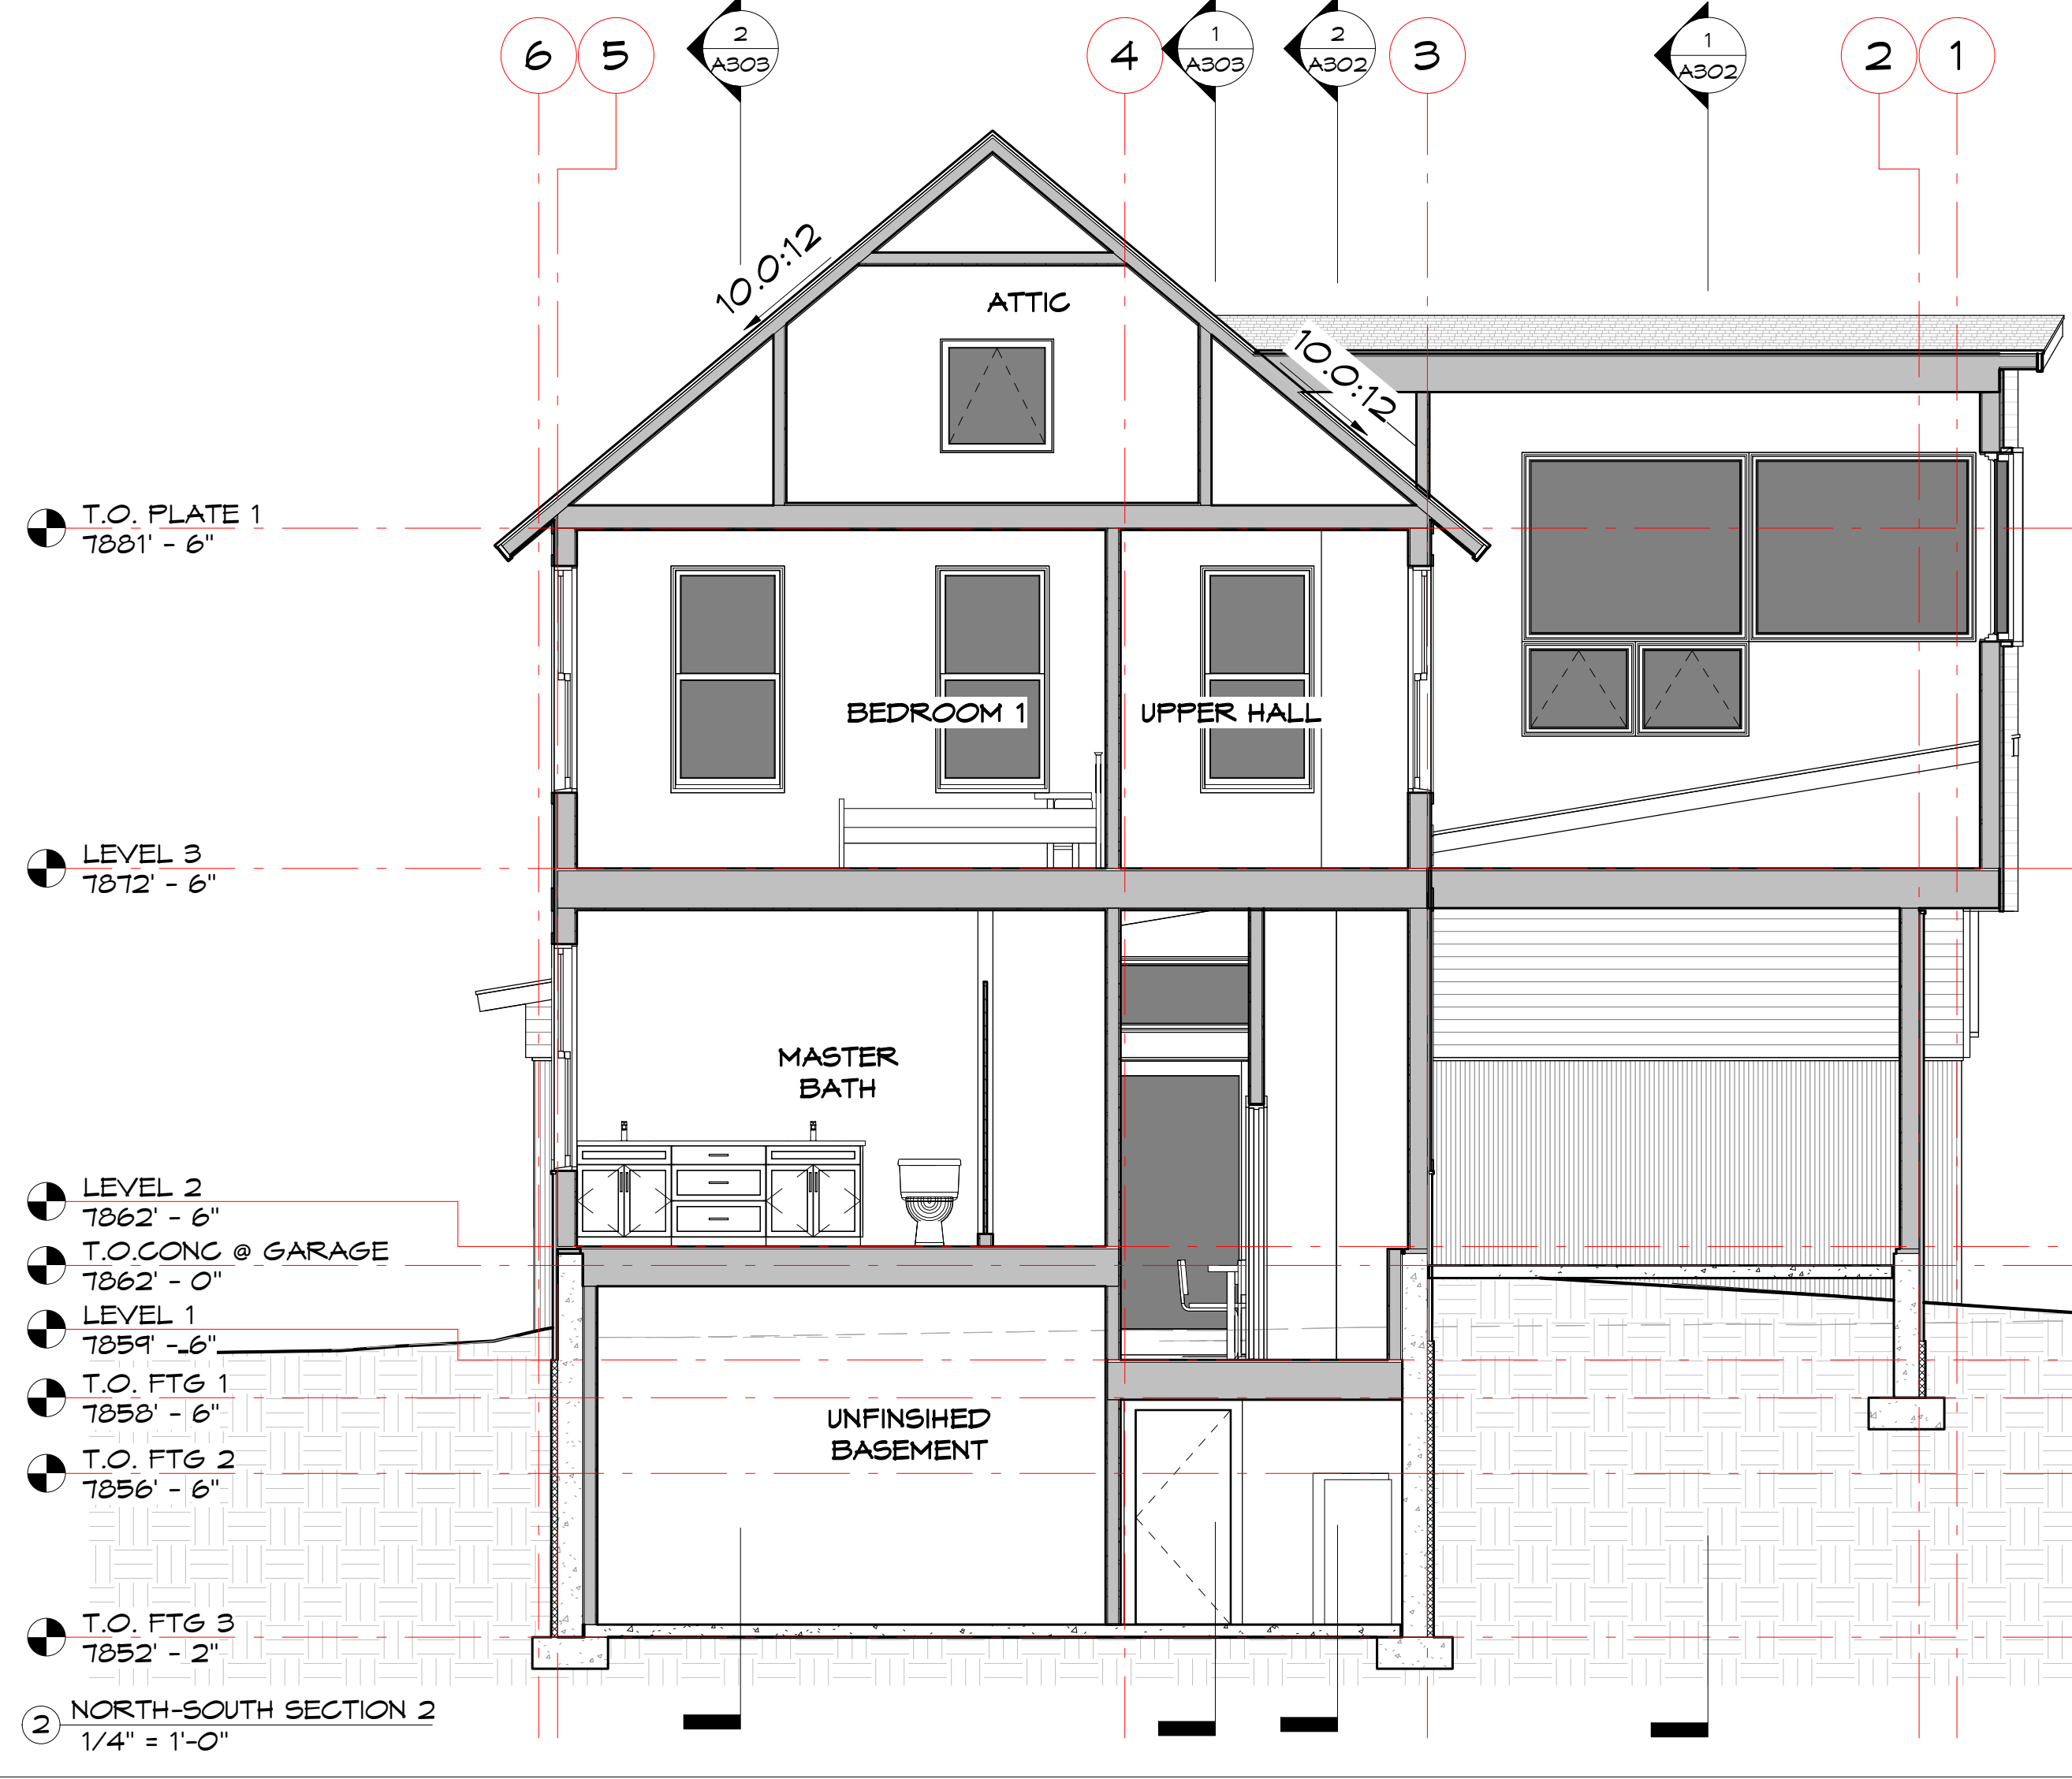 6
5
2
A303
4
1
A303
2
A302
3
1
A302
2
1
10.0:12
ATTIC
10.0:12
T.O. PLATE 1
7881' - 6"
BEDROOM 1
UPPER HALL
LEVEL 3
7872' - 6"
MASTER
BATH
LEVEL 2
7862' - 6"
T.O.CONC @ GARAGE
7862' - 0"
LEVEL 1
7859' - 6"
T.O. FTG 1
7858' - 6"
UNFINSIHED
BASEMENT
T.O. FTG 2
7856' - 6"
T.O. FTG 3
7852' - 2"
2
NORTH-SOUTH SECTION 2
1/4" = 1'-0"